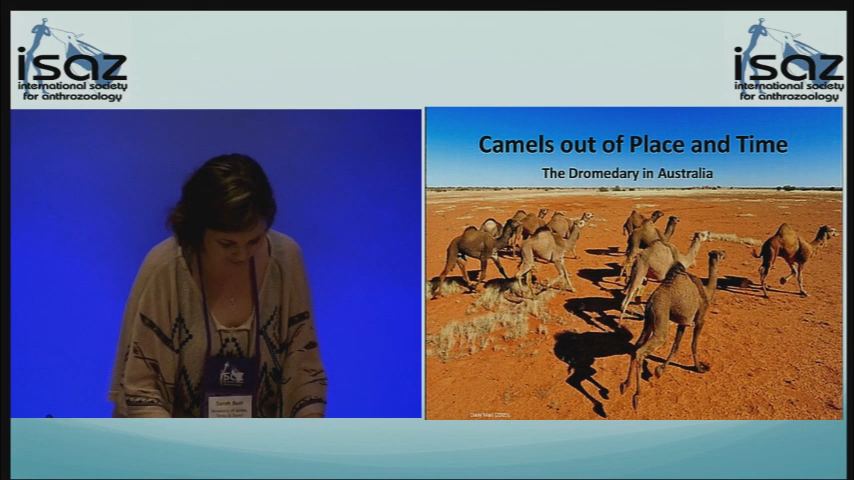 isaz
international society
for anthrozoology
isaz
international society
for anthrozoology
Camels out of Place and Time
The Dromedary in Australia
isaz